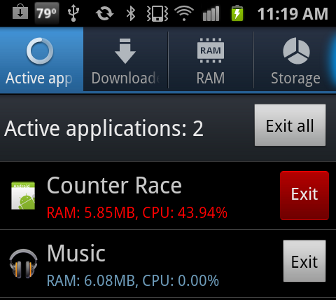 79° 11:19 AM
Active app Download RAM RAM Storage
Active applications: 2 Exit all
Counter Race Exit
RAM: 5.85MB, CPU: 43.94%
Music Exit
RAM: 6.08MB, CPU: 0.00%